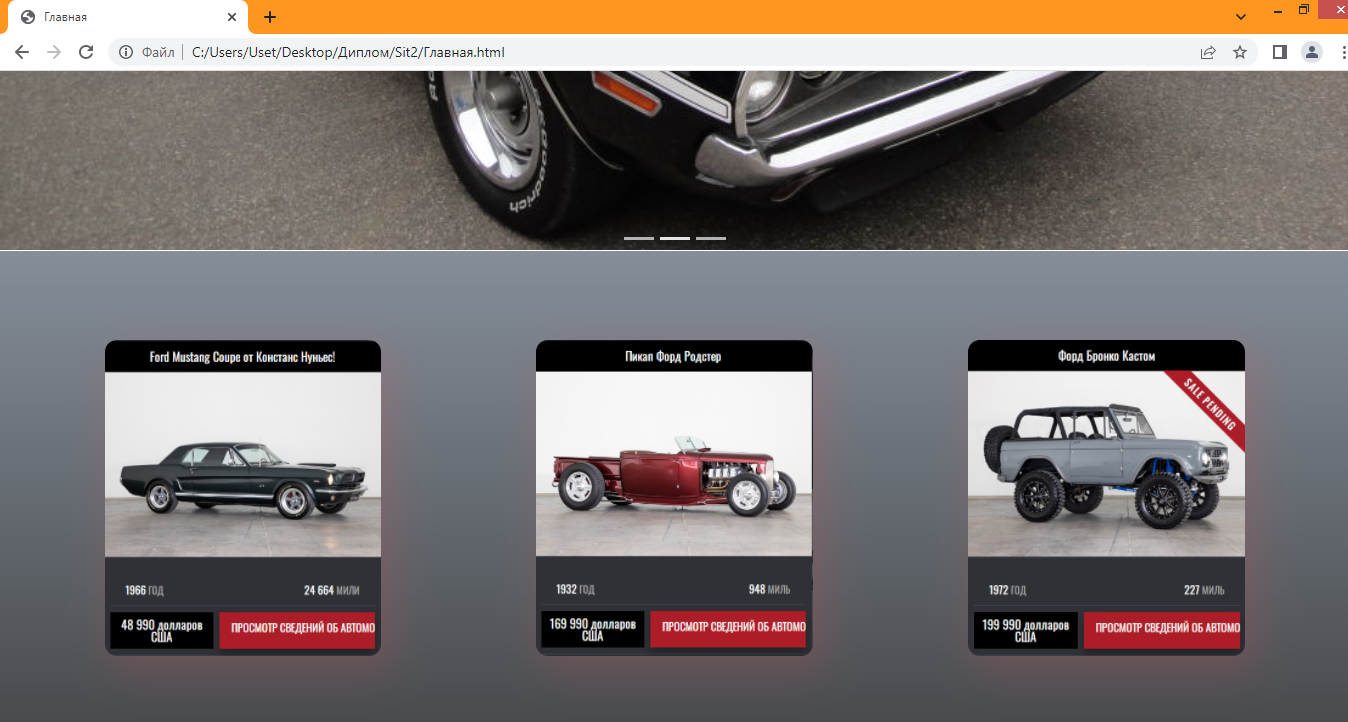 Главная
Файл
C:/Users/Uset/Desktop/Диплом/Sit2/Главная.html
goodrich
Ford Mustang Coupe от Констанс Нуньес!
1966 ГОД
24 664 МИЛИ
48 990 долларов
США
ПРОСМОТР СВЕДЕНИЙ ОБ АВТОМО
Пикап Форд Родстер
1932 ГОД
948 МИЛЬ
169 990 долларов
США
ПРОСМОТР СВЕДЕНИЙ ОБ АВТОМО
Форд Бронко Кастом
SALE PENDING
1972 ГОД
227 МИЛЬ
199 990 долларов
США
ПРОСМОТР СВЕДЕНИЙ ОБ АВТОМО